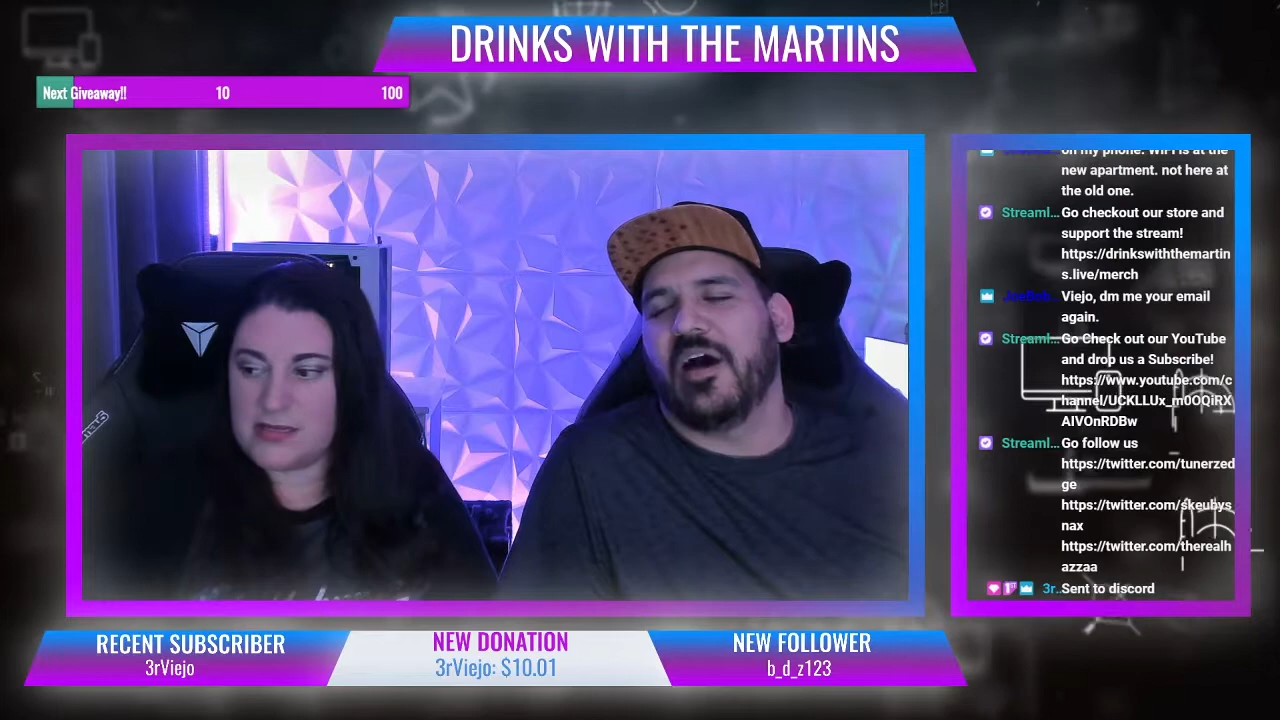 DRINKS WITH THE MARTINS
Next Giveaway!! 10 100
on my phone. WiFi is at the
new apartment. not here at
the old one.
Streaml... Go checkout our store and
support the stream!
https://drinkswiththemartin
s.live/merch
JoeBob... Viejo, dm me your email
again.
Streaml... Go Check out our YouTube
and drop us a Subscribe!
https://www.youtube.com/c
hannel/UCKLLUx_m0OQiRX
AIVOnRDBw
Streaml... Go follow us
https://twitter.com/tunerzed
ge
https://twitter.com/skeubys
nax
https://twitter.com/therealh
azzaa
3r... Sent to discord
RECENT SUBSCRIBER
3rViejo
NEW DONATION
3rViejo: $10.01
NEW FOLLOWER
b_d_z123